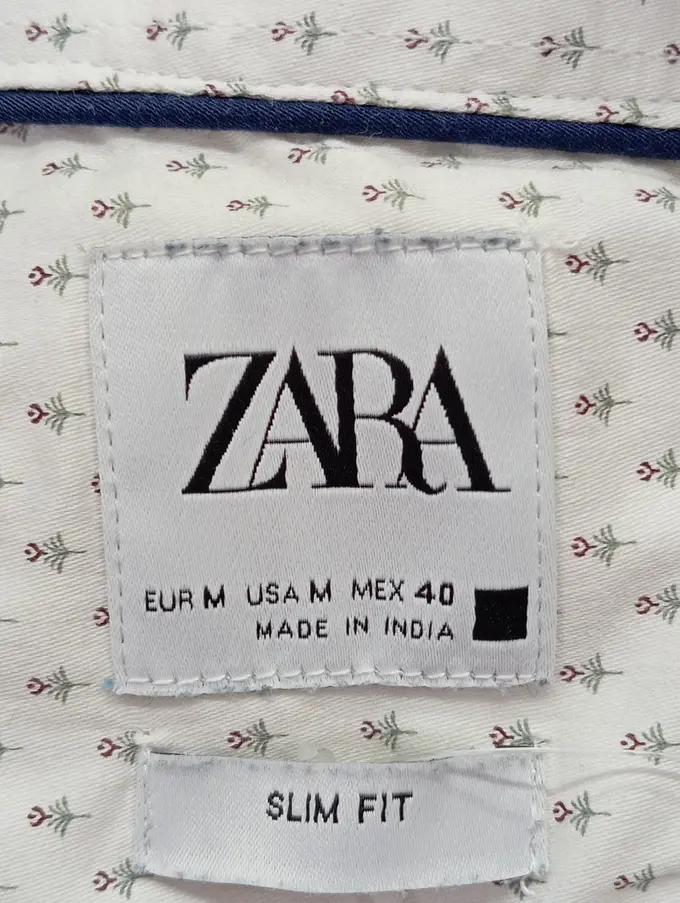 ZARA
EUR M USA M MEX 40
MADE IN INDIA
SLIM FIT